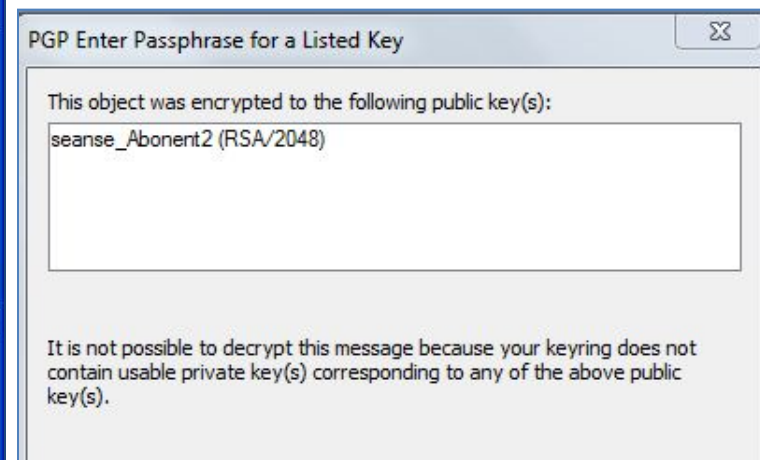 PGP Enter Passphrase for a Listed Key
This object was encrypted to the following public key(s):
seanse_Abonent2 (RSA/2048)
It is not possible to decrypt this message because your keyring does not
contain usable private key(s) corresponding to any of the above public
key(s).